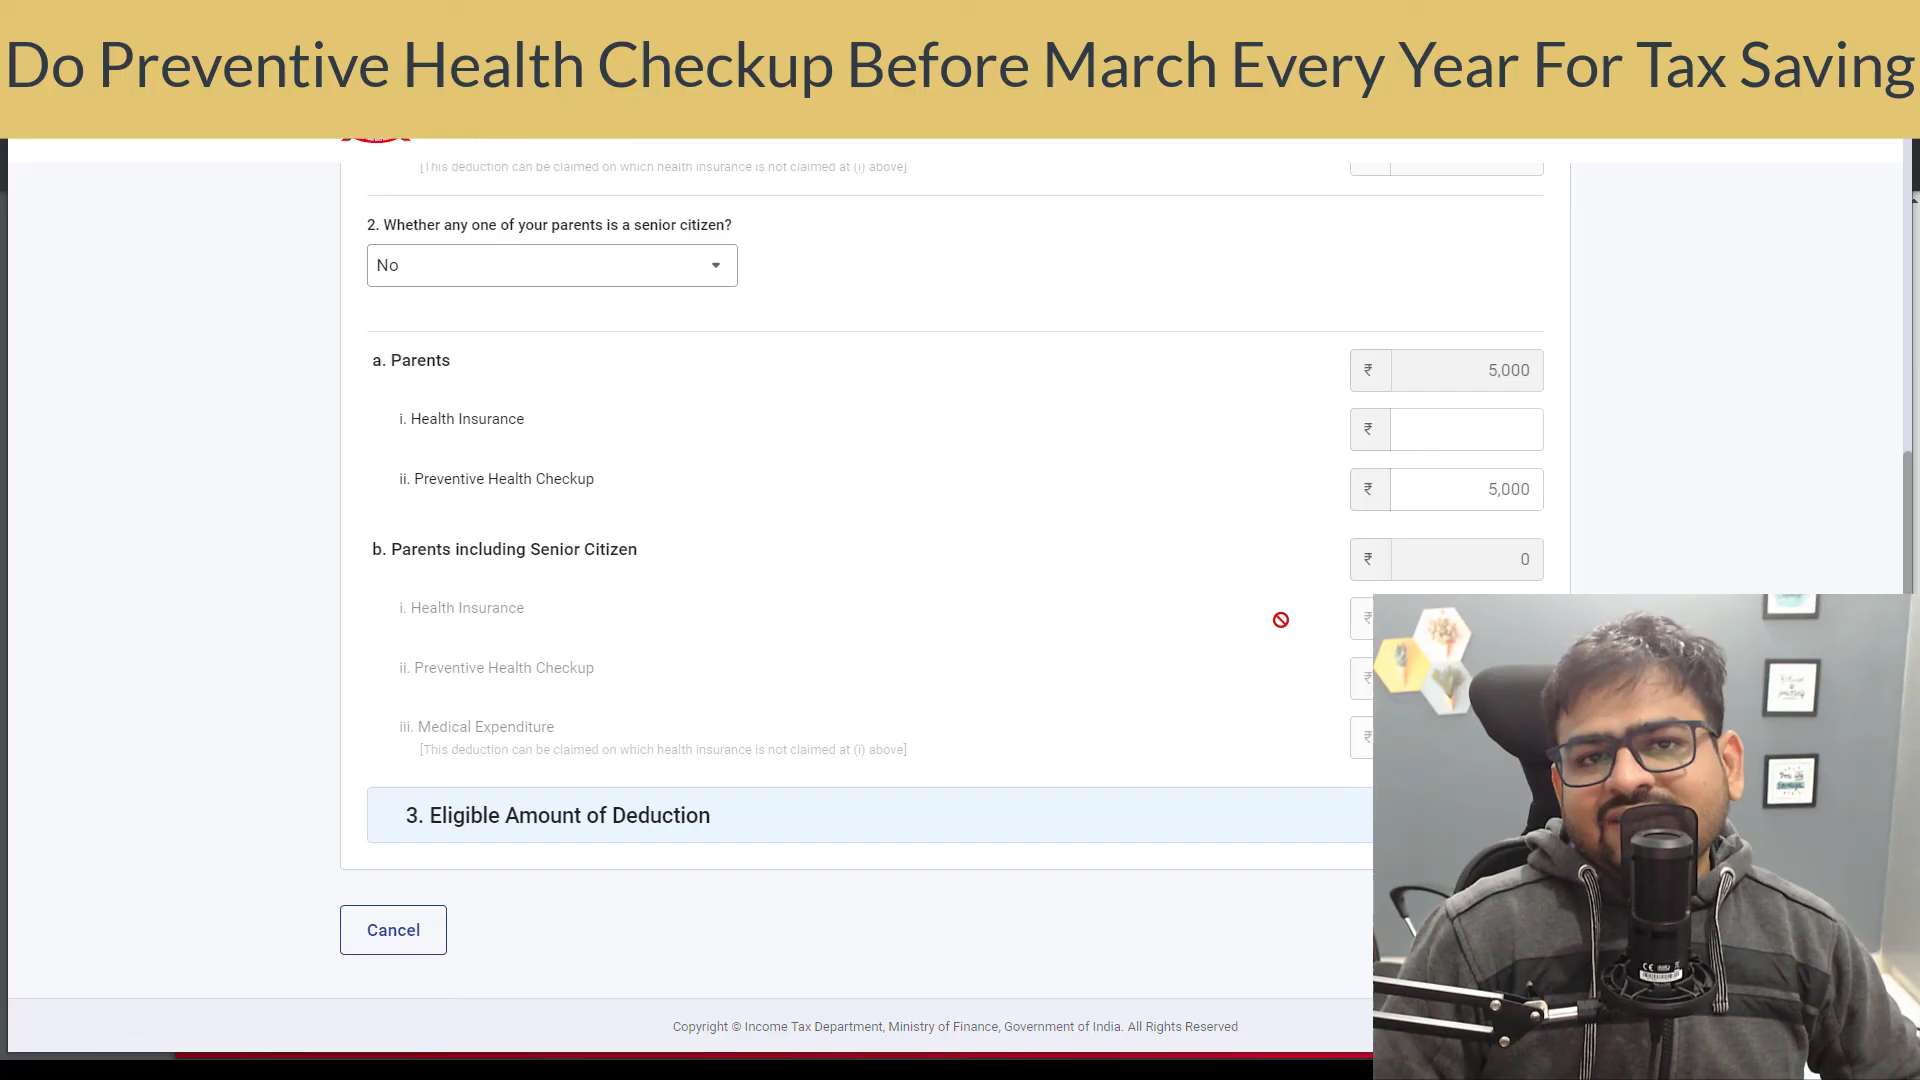 Do Preventive Health Checkup Before March Every Year For Tax Saving
[This deduction can be claimed on which health insurance is not claimed at (i) above]
2. Whether any one of your parents is a senior citizen?
No
a. Parents
₹ 5,000
i. Health Insurance
₹
ii. Preventive Health Checkup
₹ 5,000
b. Parents including Senior Citizen
₹ 0
i. Health Insurance
₹
ii. Preventive Health Checkup
₹
iii. Medical Expenditure
₹
[This deduction can be claimed on which health insurance is not claimed at (i) above]
3. Eligible Amount of Deduction
Cancel
Copyright © Income Tax Department, Ministry of Finance, Government of India. All Rights Reserved